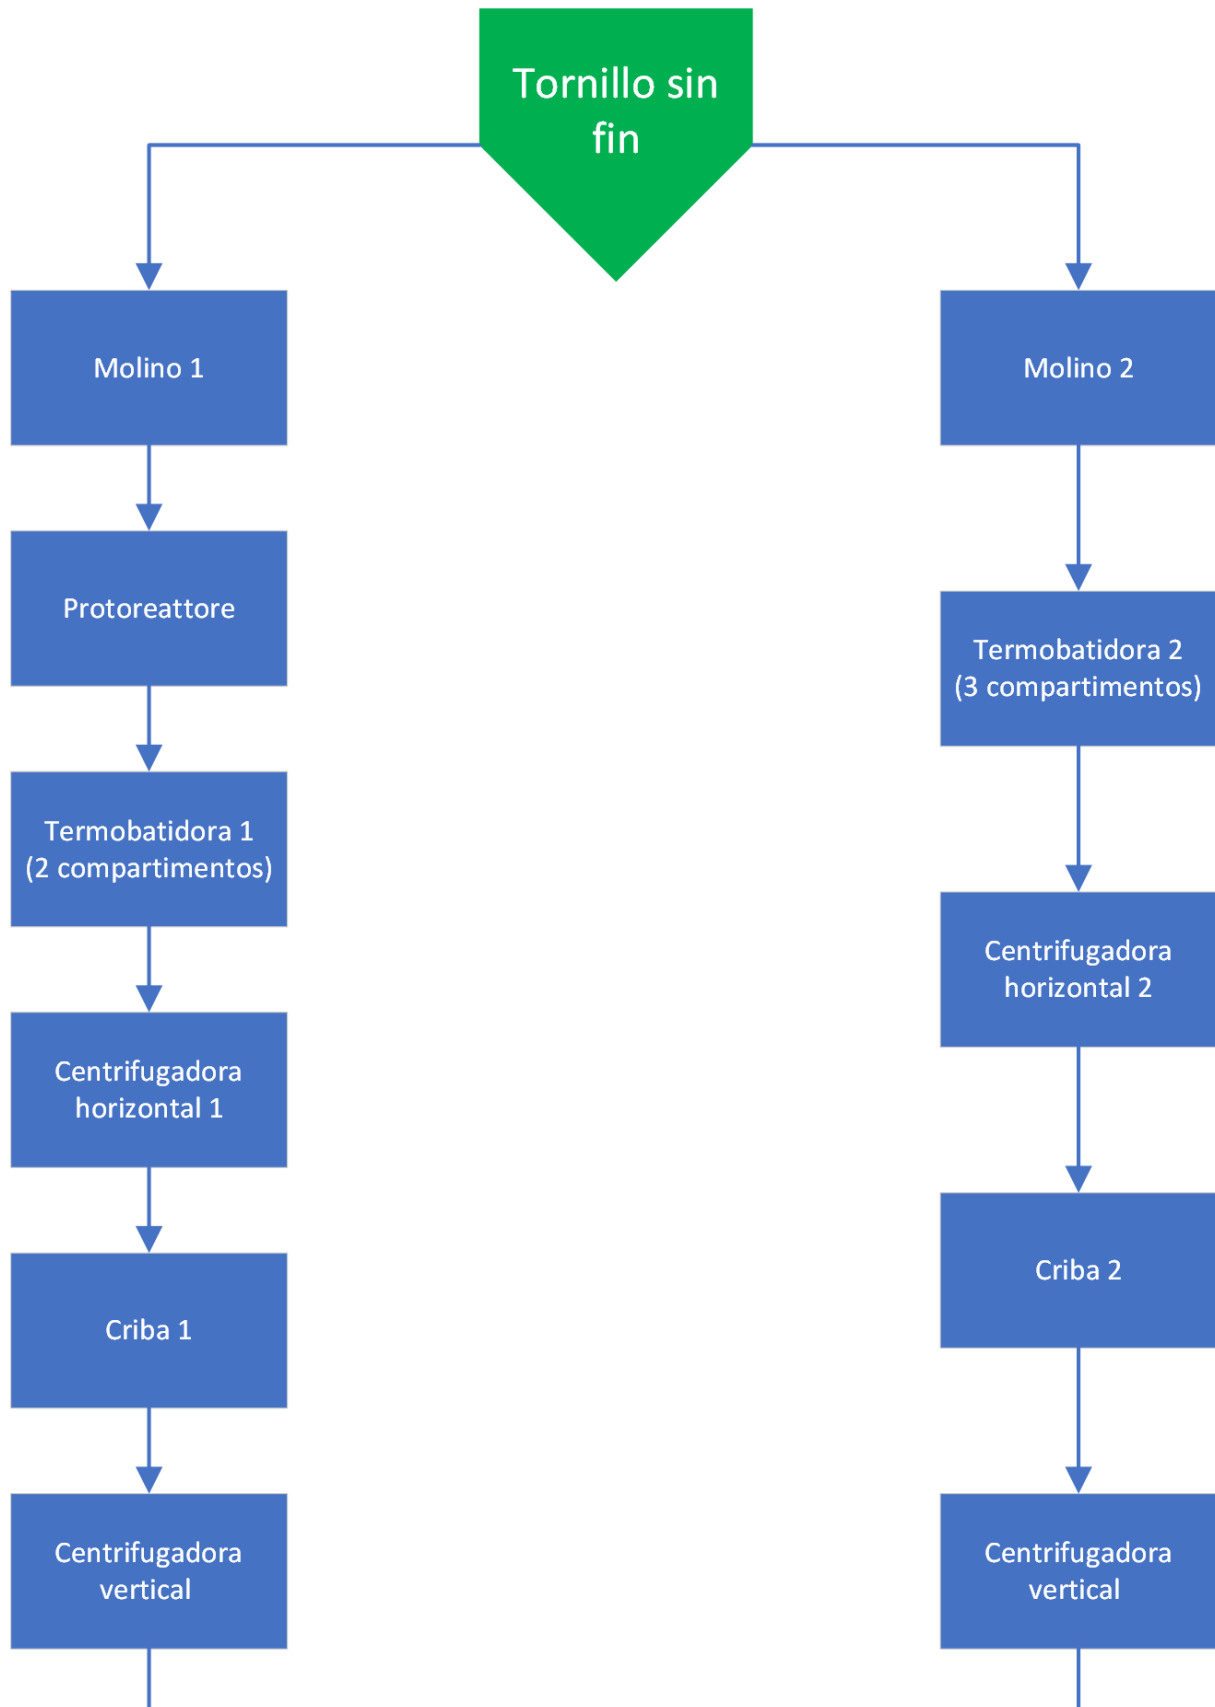 Tornillo sin
fin
Molino 1
Protoreattore
Termobatidora 1
(2 compartimentos)
Centrifugadora
horizontal 1
Criba 1
Centrifugadora
vertical
Molino 2
Termobatidora 2
(3 compartimentos)
Centrifugadora
horizontal 2
Criba 2
Centrifugadora
vertical